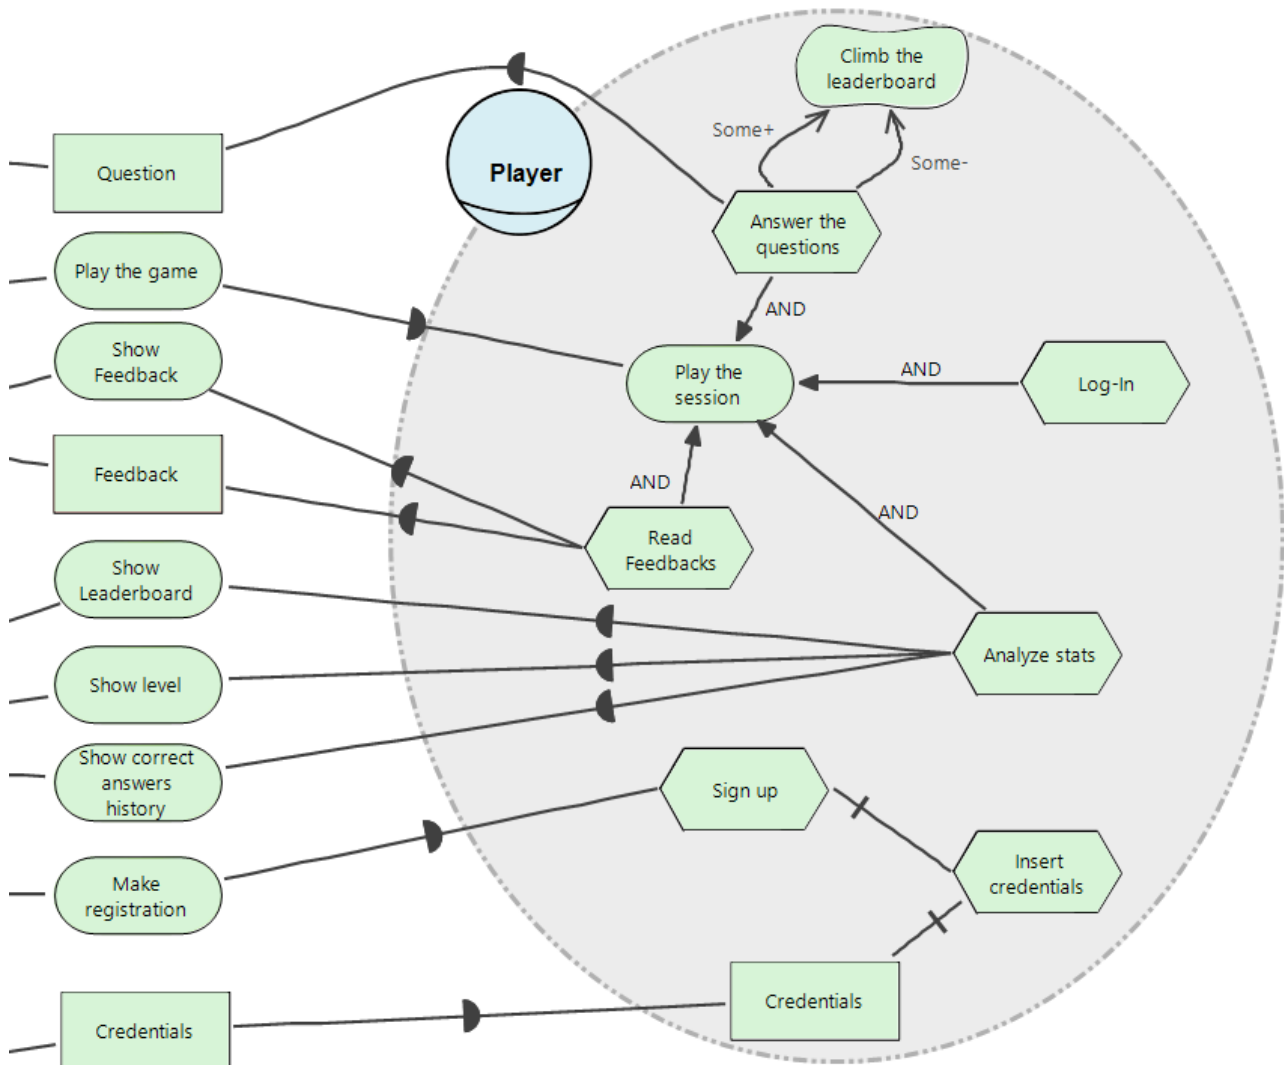 Climb the
leaderboard
Some+
Some-
Question
Player
Answer the
questions
Play the game
AND
Show
Feedback
Play the
session
AND
Log-In
Feedback
AND
AND
Read
Feedbacks
Show
Leaderboard
Analyze stats
Show level
Show correct
answers
history
Sign up
Make
registration
Insert
credentials
Credentials
Credentials